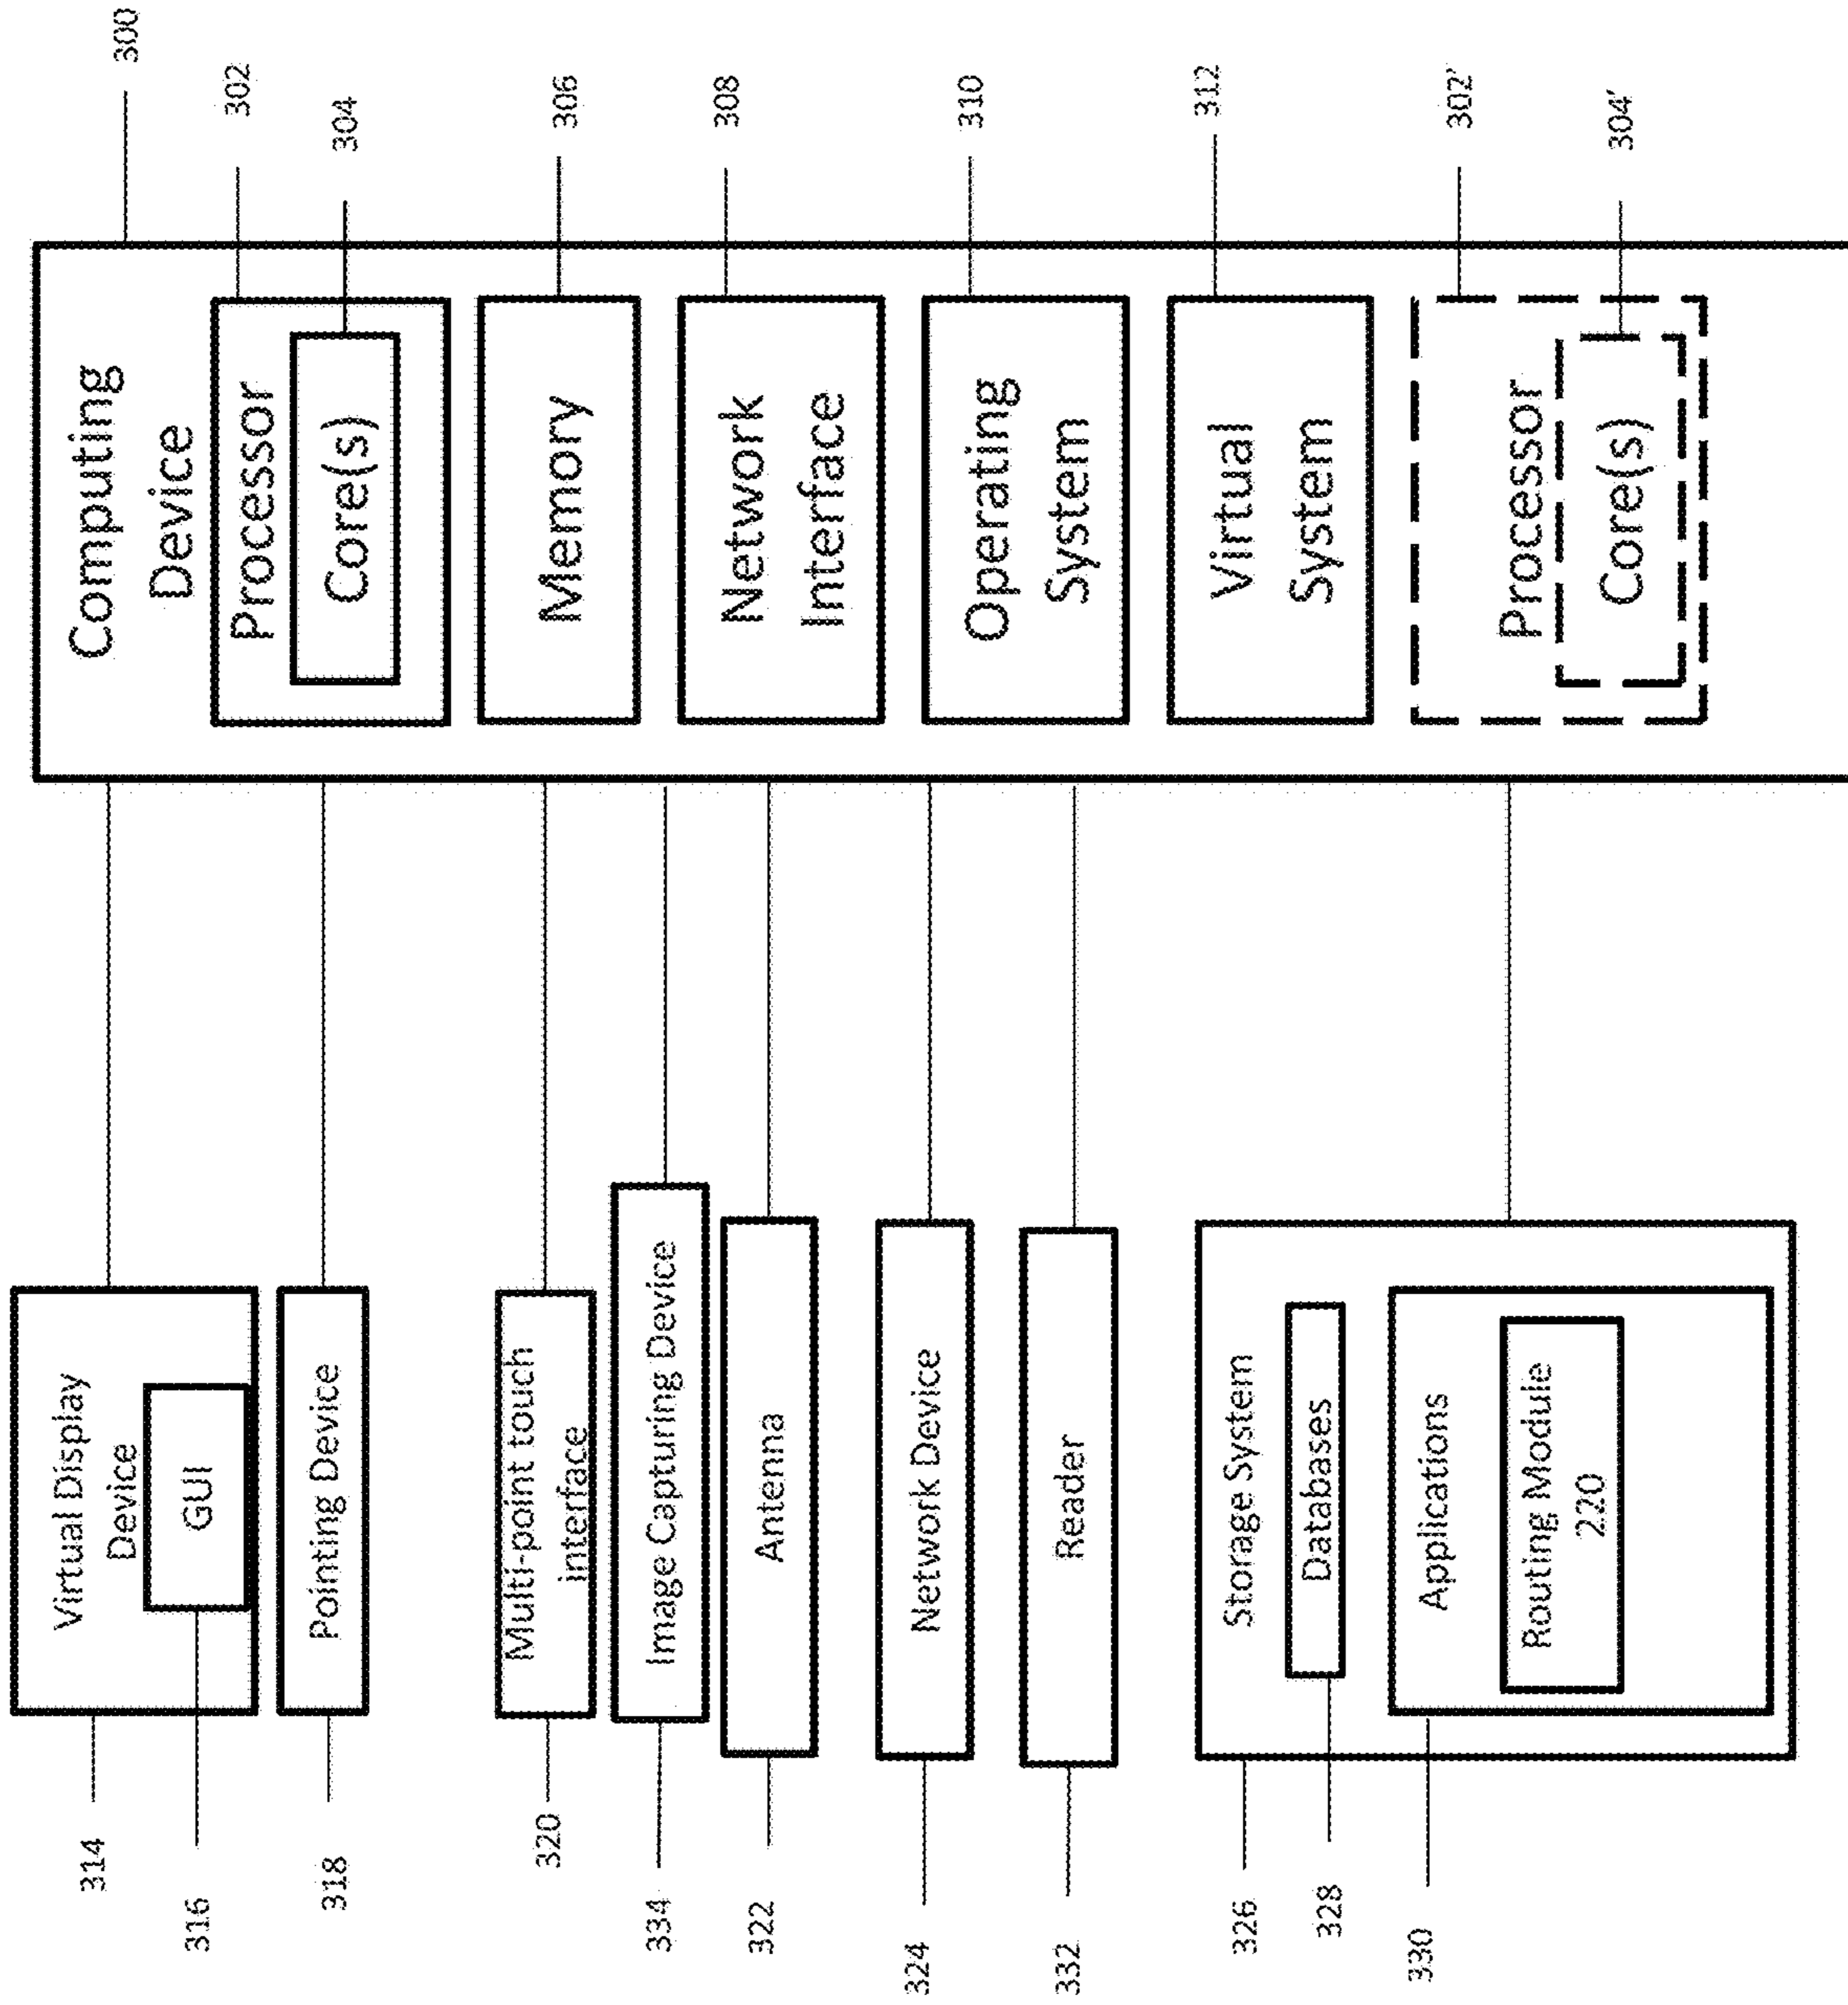 314
Virtual Display
Device
316
GUI
318
Pointing Device
320
Multi-point touch
interface
334
Image Capturing Device
322
Antenna
324
Network Device
332
Reader
326
Storage System
328
Databases
330
Applications
Routing Module
220
Computing
Device
300
Processor
302
Core(s)
304
Memory
306
Network
Interface
308
Operating
System
310
Virtual
System
312
Processor
302'
Core(s)
304'